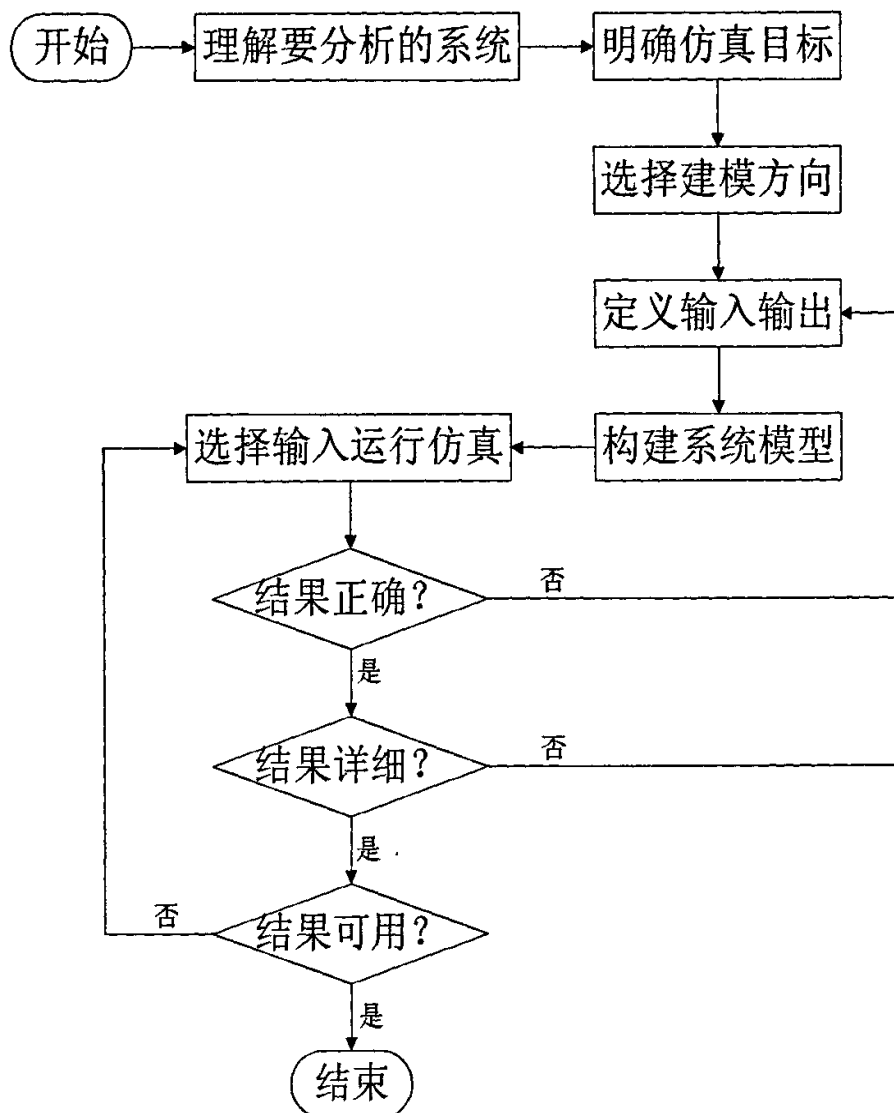 开始
理解要分析的系统
明确仿真目标
选择建模方向
定义输入输出
构建系统模型
选择输入运行仿真
结果正确?
否
是
结果详细?
否
是
结果可用?
否
是
结束